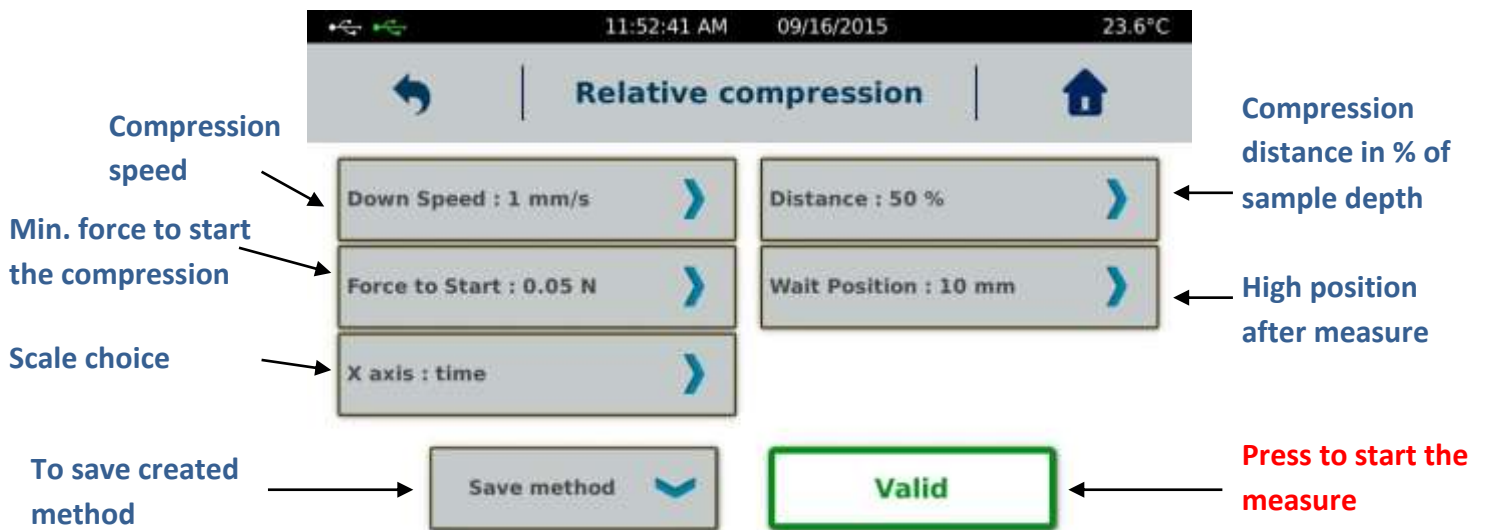 11:52:41 AM 09/16/2015 23.6°C
Relative compression
Compression
speed
Down Speed : 1 mm/s
Distance : 50 %
Compression
distance in % of
sample depth
Min. force to start
the compression
Force to Start : 0.05 N
Wait Position : 10 mm
High position
after measure
Scale choice
X axis : time
To save created
method
Save method
Valid
Press to start the
measure